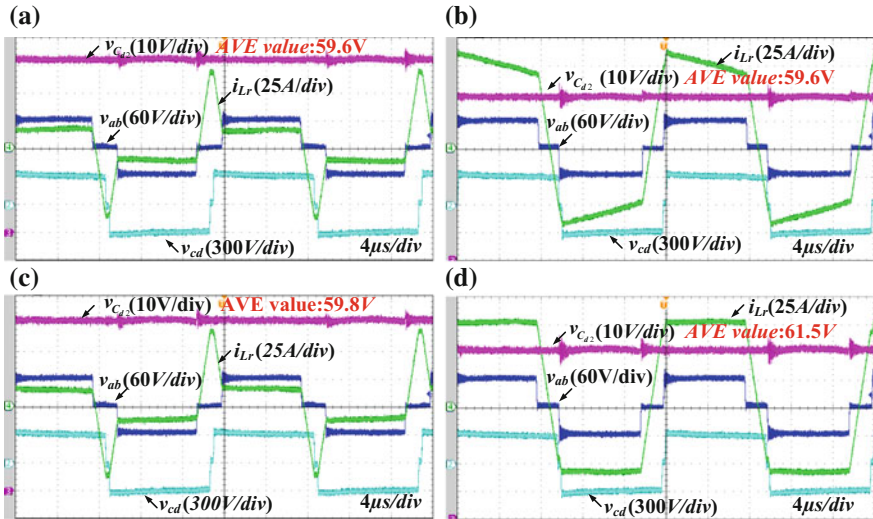 (a)
v_{Cd2}(10V/div) AVE value:59.6V
i_{Lr}(25A/div)
v_{ab}(60V/div)
v_{cd}(300V/div)
4μs/div
(b)
i_{Lr}(25A/div)
v_{Cd2} (10V/div) AVE value:59.6V
v_{ab}(60V/div)
v_{cd}(300V/div)
4μs/div
(c)
v_{Cd2}(10V/div) AVE value:59.8V
i_{Lr}(25A/div)
v_{ab}(60V/div)
v_{cd}(300V/div)
4μs/div
(d)
i_{Lr}(25A/div)
v_{Cd2}(10V/div) AVE value:61.5V
v_{ab}(60V/div)
v_{cd}(300V/div)
4μs/div